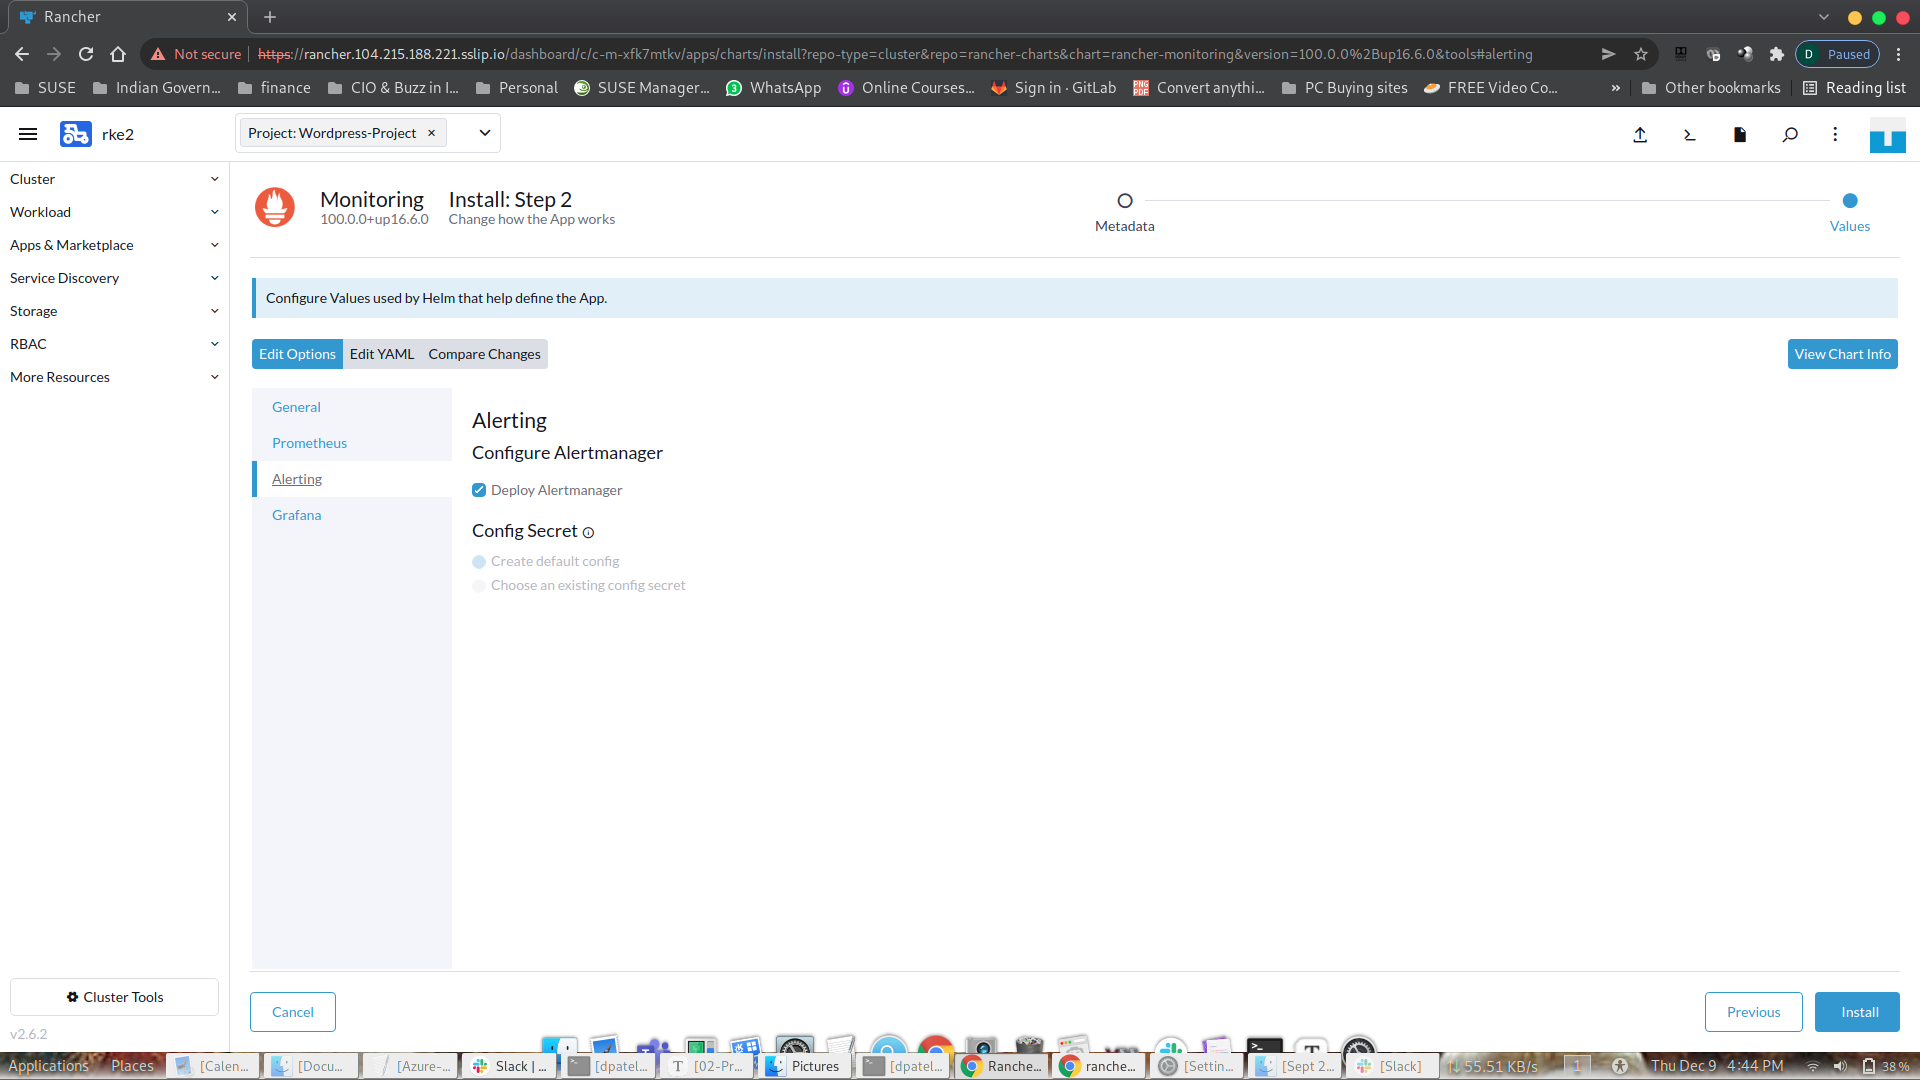 Rancher
Not secure https://rancher.104.215.188.221.sslip.io/dashboard/c/c-m-xfk7mtkv/apps/charts/install?repo-type=cluster&repo=rancher-charts&chart=rancher-monitoring&version=100.0.0%2Bup16.6.0&tools#alerting D Paused
SUSE Indian Govern... finance CIO & Buzz in I... Personal SUSE Manager... WhatsApp Online Courses... Sign in · GitLab Convert anythi... PC Buying sites FREE Video Co... » Other bookmarks Reading list
rke2 Project: Wordpress-Project
Cluster
Workload
Apps & Marketplace
Service Discovery
Storage
RBAC
More Resources
Monitoring Install: Step 2
100.0.0+up16.6.0 Change how the App works
Metadata Values
Configure Values used by Helm that help define the App.
Edit Options Edit YAML Compare Changes View Chart Info
General
Prometheus
Alerting
Grafana
Alerting
Configure Alertmanager
Deploy Alertmanager
Config Secret
Create default config
Choose an existing config secret
Cluster Tools
v2.6.2
Cancel Previous Install
Applications Places [Calen... [Docu... [Azure-... Slack | ... [dpatel... [02-Pr... Pictures [dpatel... Ranche... ranche... [Settin... [Sept 2... [Slack] 55.51 KB/s 1 Thu Dec 9 4:44 PM 38 %